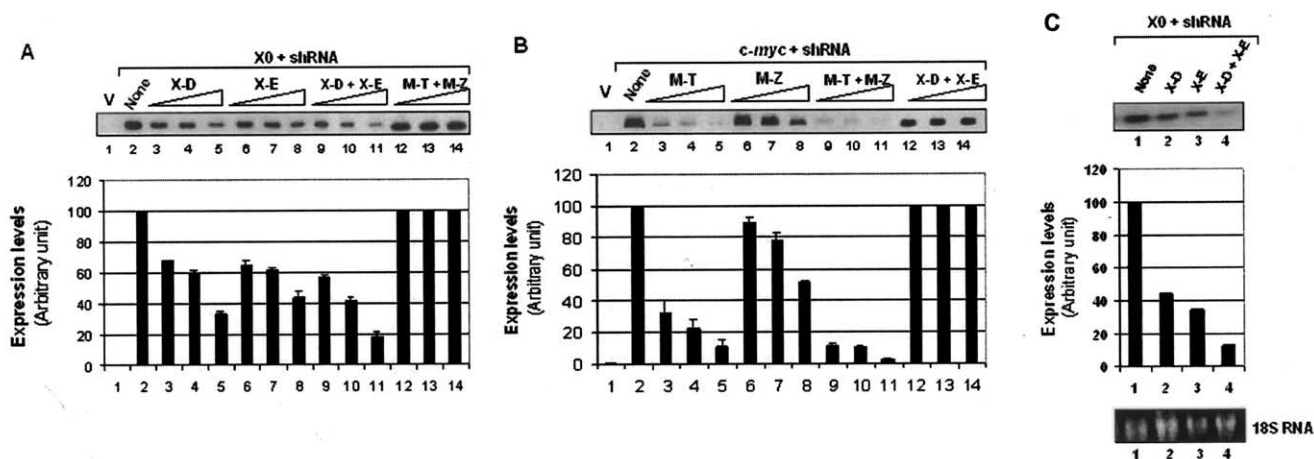 A
X0 + shRNA
V None X-D X-E X-D + X-E M-T + M-Z
1 2 3 4 5 6 7 8 9 10 11 12 13 14
Expression levels
(Arbitrary unit)
120
100
80
60
40
20
0
1 2 3 4 5 6 7 8 9 10 11 12 13 14
B
c-myc + shRNA
V None M-T M-Z M-T + M-Z X-D + X-E
1 2 3 4 5 6 7 8 9 10 11 12 13 14
Expression levels
(Arbitrary unit)
120
100
80
60
40
20
0
1 2 3 4 5 6 7 8 9 10 11 12 13 14
C
X0 + shRNA
None X-D X-E X-D + X-E
1 2 3 4
Expression levels
(Arbitrary unit)
120
100
80
60
40
20
0
1 2 3 4
18S RNA
1 2 3 4